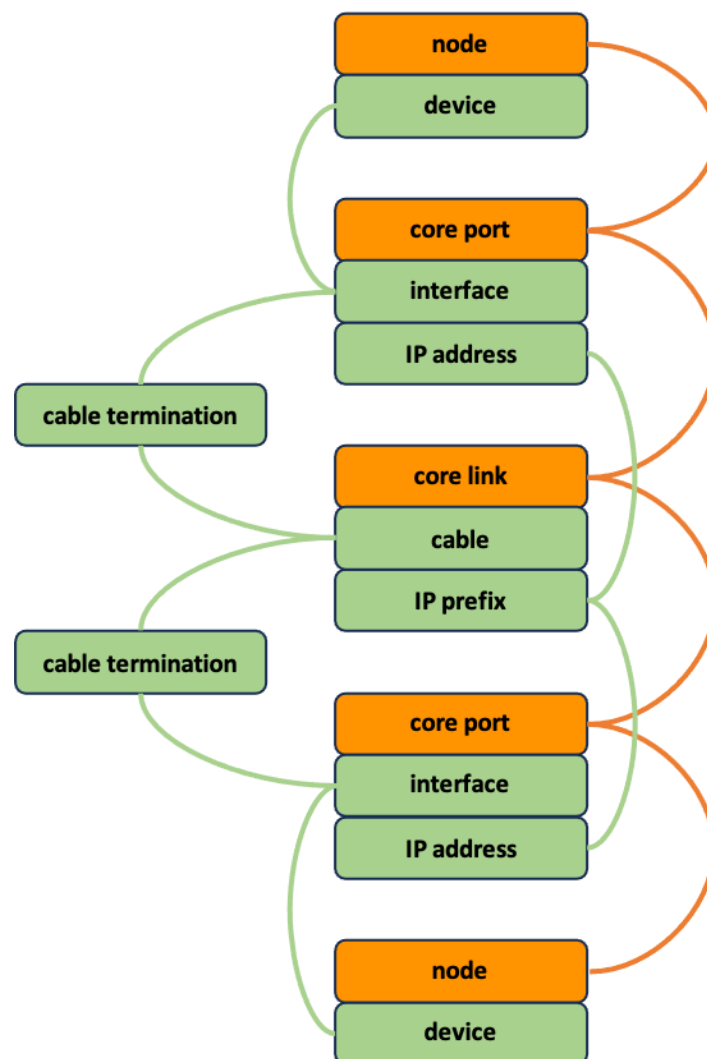 node
device
core port
interface
IP address
cable termination
core link
cable
IP prefix
cable termination
core port
interface
IP address
node
device